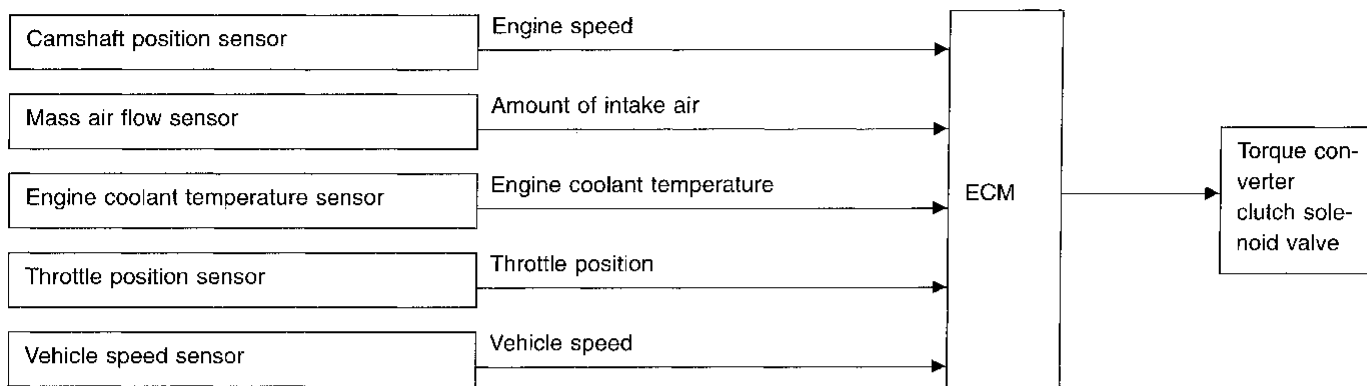 Camshaft position sensor
Engine speed
Mass air flow sensor
Amount of intake air
Engine coolant temperature sensor
Engine coolant temperature
Throttle position sensor
Throttle position
Vehicle speed sensor
Vehicle speed
ECM
Torque con-
verter
clutch sole-
noid valve